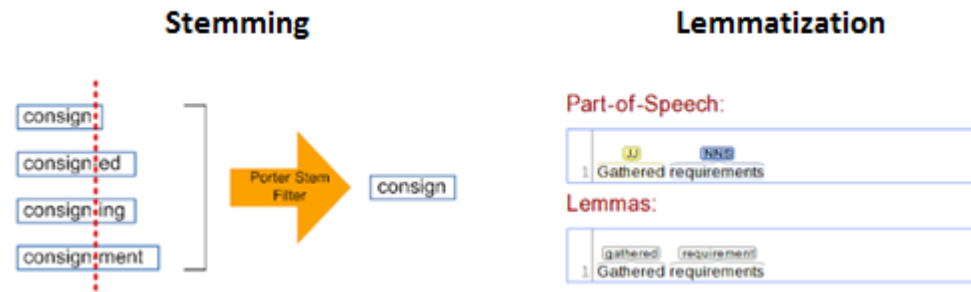 Stemming
consign
consigned
consigning
consignment
Porter Stem
Filter
consign
Lemmatization
Part-of-Speech:
JJ NNS
1 Gathered requirements
Lemmas:
gathered requirement
1 Gathered requirements